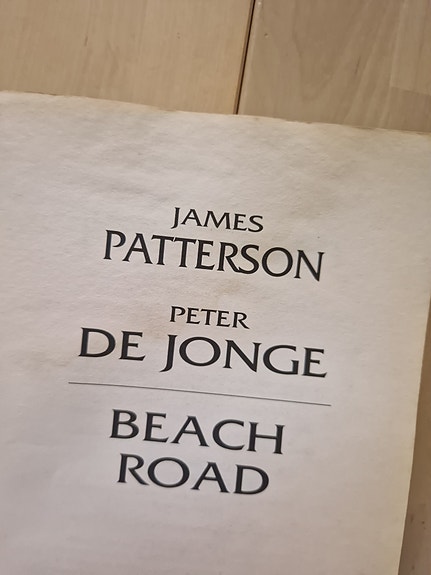 JAMES
PATTERSON
PETER
DE JONGE
BEACH
ROAD